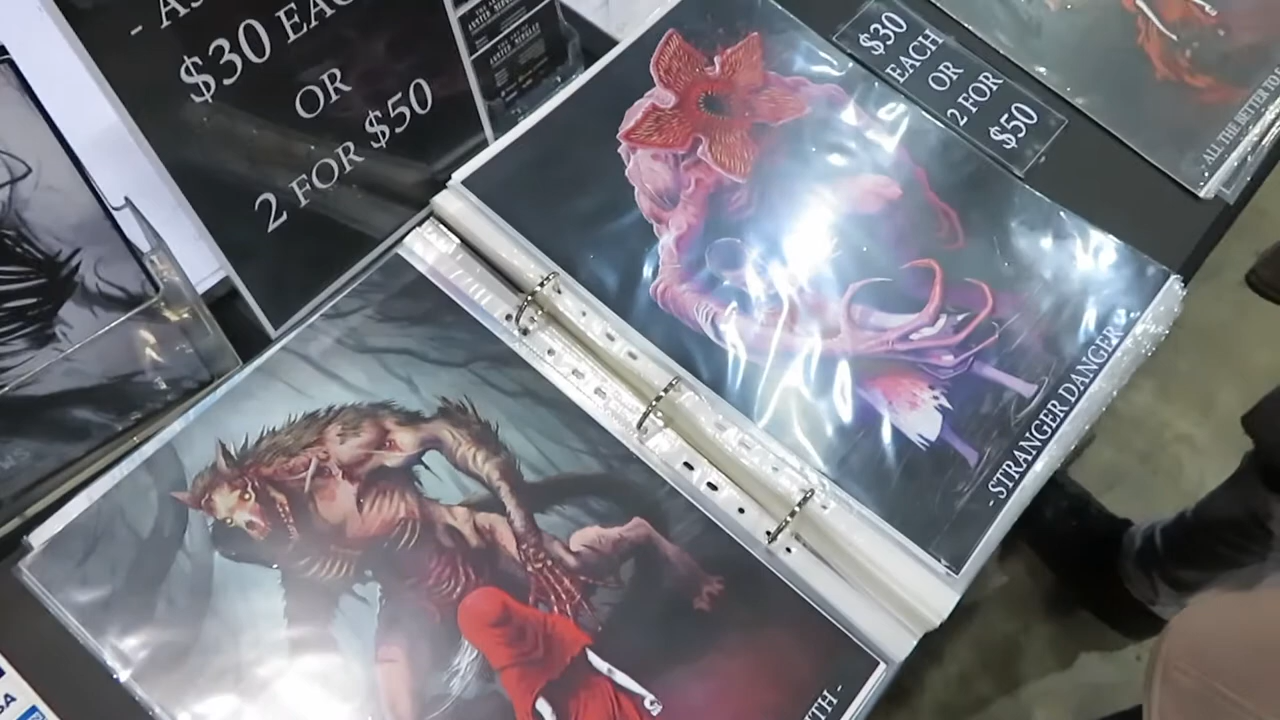 $30 EACH
OR
2 FOR $50
$30
EACH
OR
2 FOR
$50
- STRANGER DANGER -
- ALL THE BETTER TO